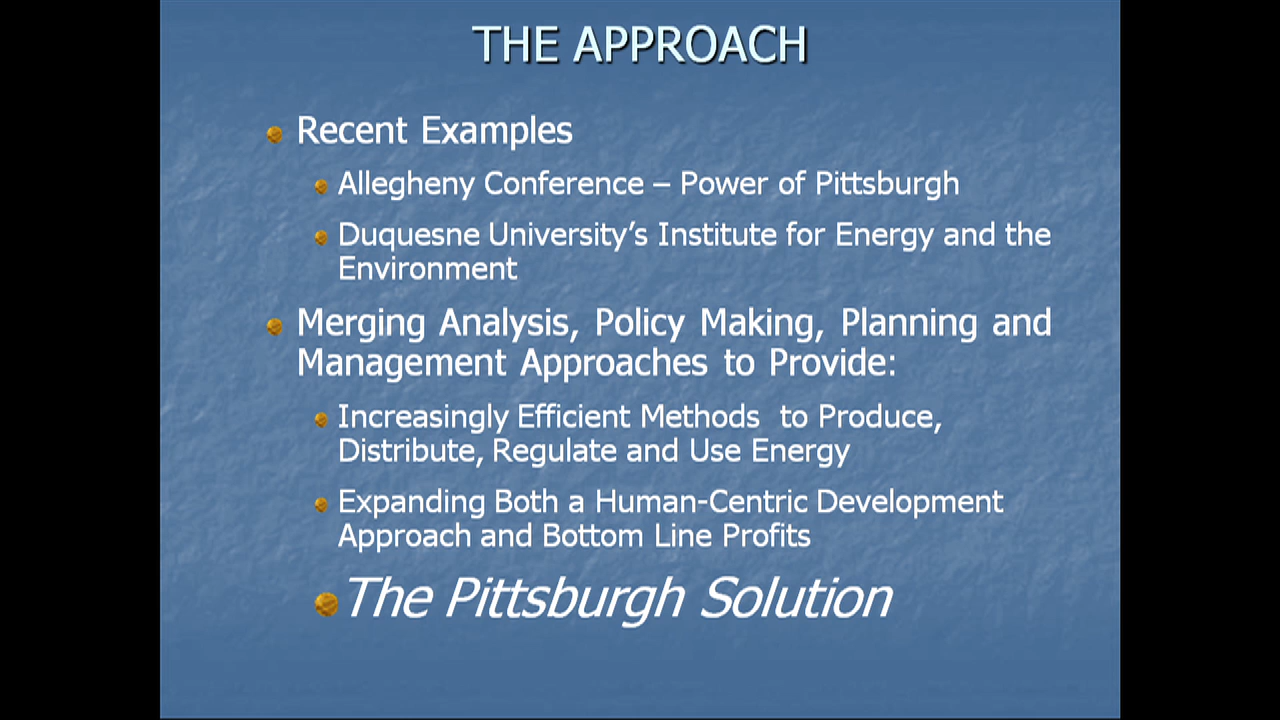 THE APPROACH
Recent Examples
Allegheny Conference – Power of Pittsburgh
Duquesne University’s Institute for Energy and the
Environment
Merging Analysis, Policy Making, Planning and
Management Approaches to Provide:
Increasingly Efficient Methods to Produce,
Distribute, Regulate and Use Energy
Expanding Both a Human-Centric Development
Approach and Bottom Line Profits
The Pittsburgh Solution